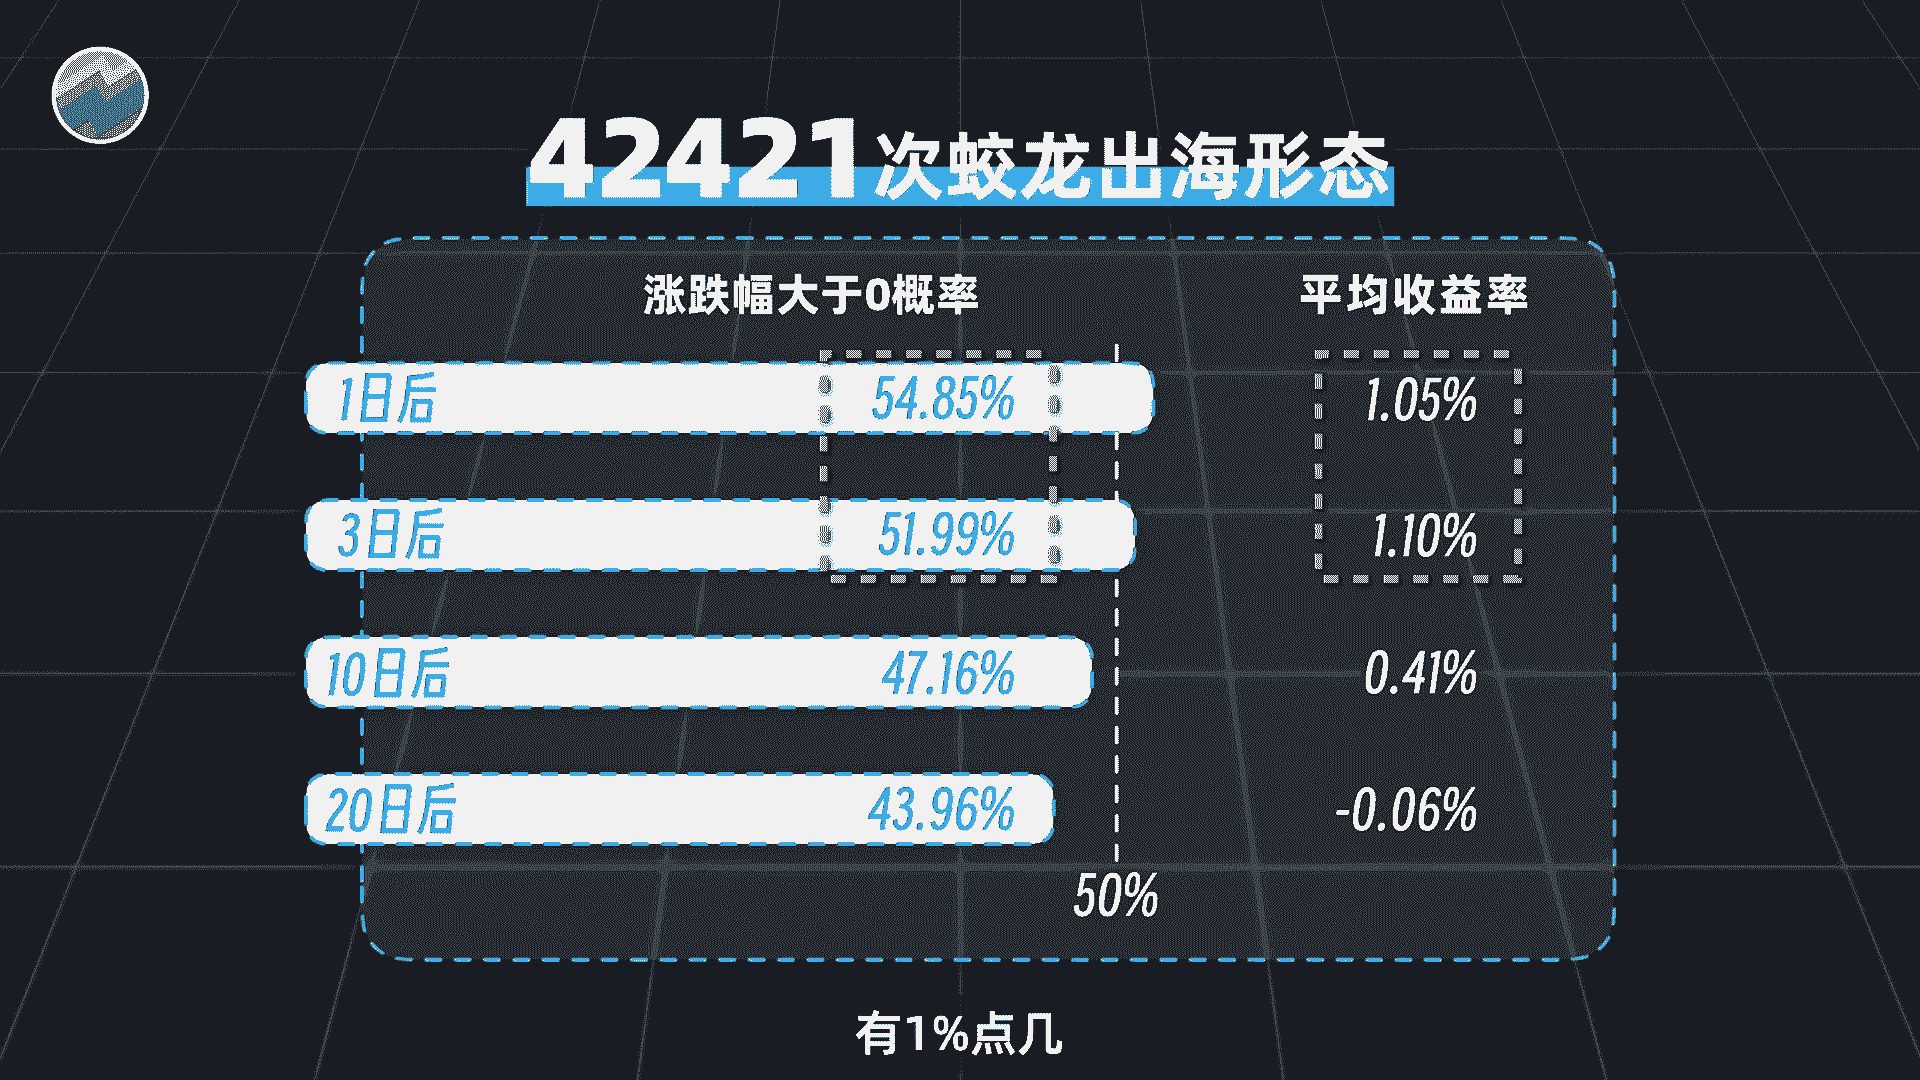 42421次蛟龙出海形态
涨跌幅大于0概率 平均收益率
1日后 54.85% 1.05%
3日后 51.99% 1.10%
10日后 47.16% 0.41%
20日后 43.96% -0.06%
50%
有1%点几